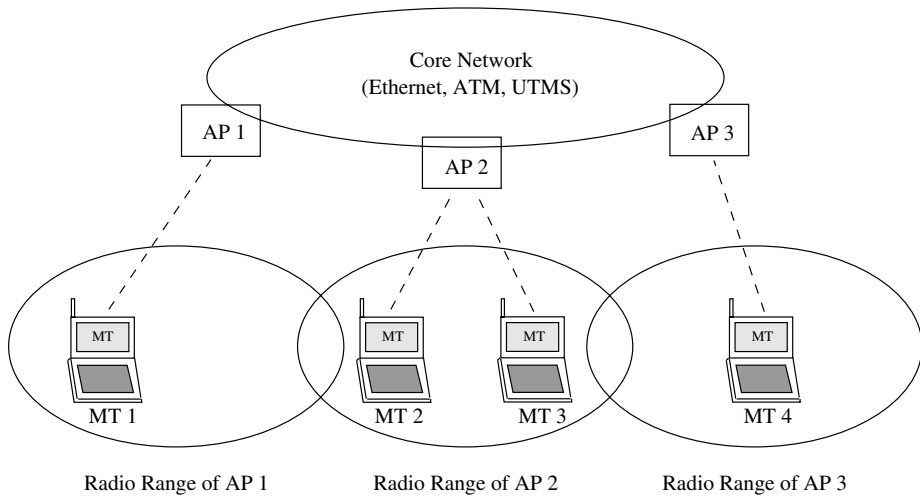 Core Network
(Ethernet, ATM, UTMS)
AP 1
AP 2
AP 3
MT
MT
MT
MT
MT 1
MT 2
MT 3
MT 4
Radio Range of AP 1
Radio Range of AP 2
Radio Range of AP 3